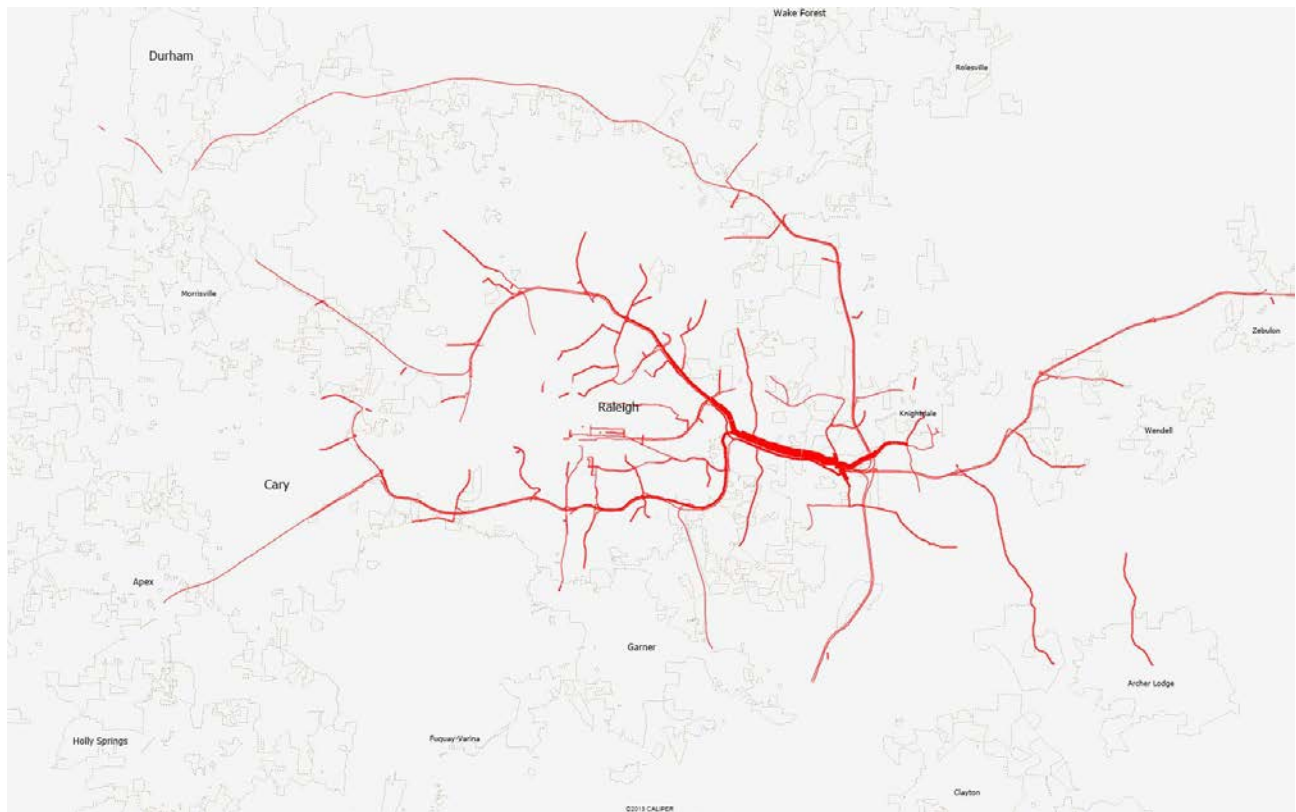 Wake Forest
Durham
Rolesville
Morrisville
Zebulon
Raleigh
Knightdale
Wendell
Cary
Apex
Garner
Archer Lodge
Holly Springs
Fuquay-Varina
Clayton
©2018 CALIPER